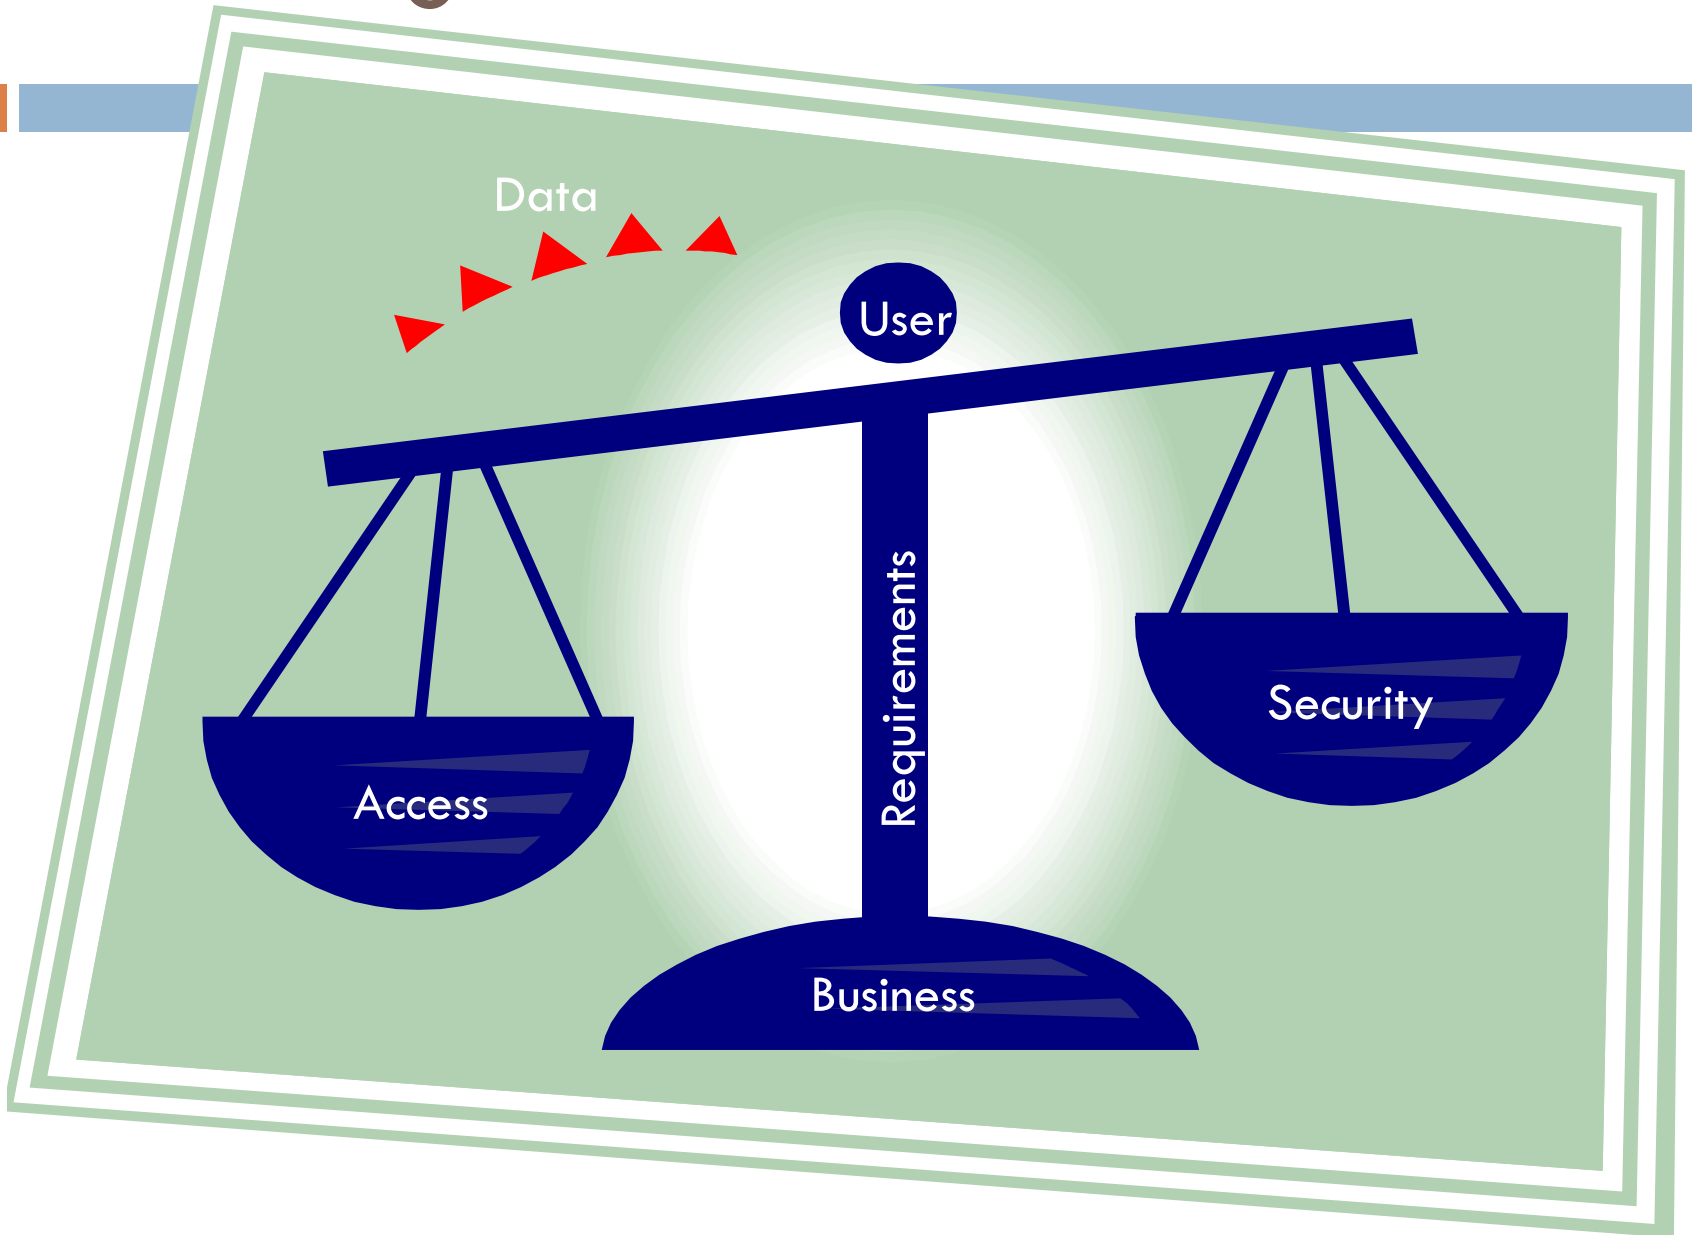 Data
User
Requirements
Security
Access
Business